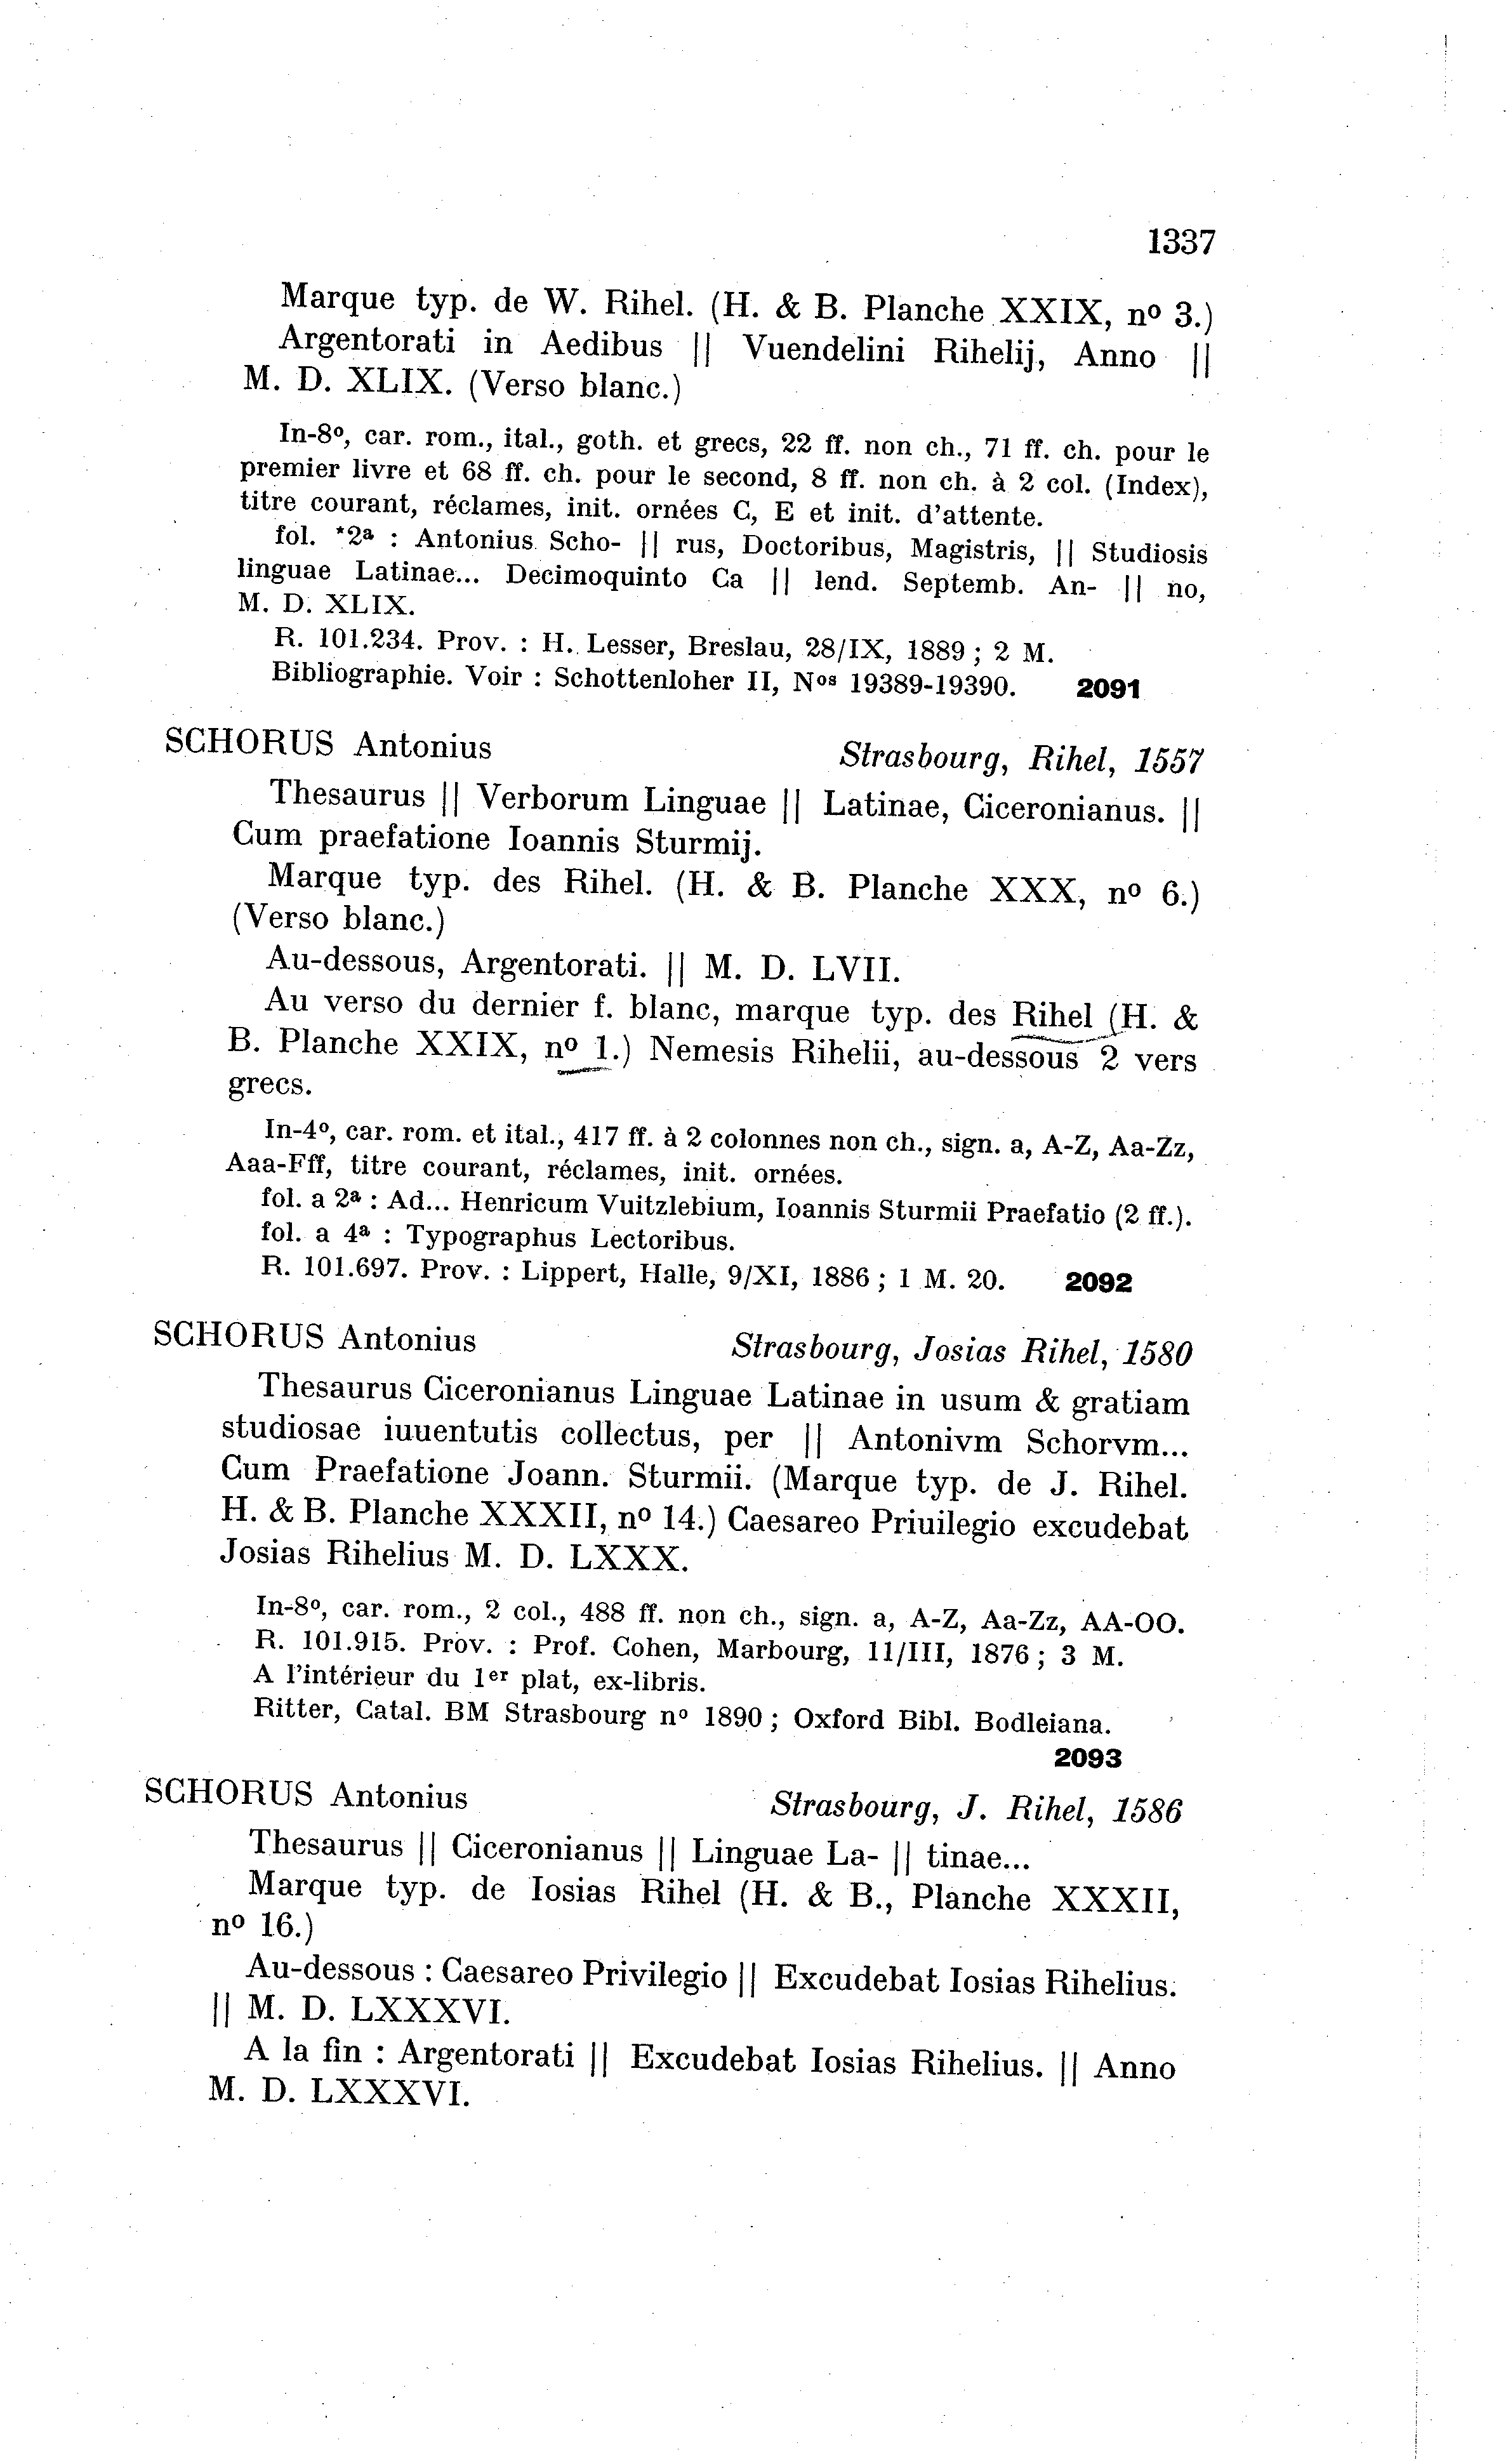 1337
Marque typ. de W. Rihel. (H. & B. Planche XXIX, nº 3.)
Argentorati in Aedibus || Vuendelini Rihelij, Anno ||
M. D. XLIX. (Verso blanc.)
In-8º, car. rom., ital., goth. et grecs, 22 ff. non ch., 71 ff. ch. pour le
premier livre et 68 ff. ch. pour le second, 8 ff. non ch. à 2 col. (Index),
titre courant, réclames, init. ornées C, E et init. d'attente.
fol. *2ª : Antonius Scho- || rus, Doctoribus, Magistris, || Studiosis
linguae Latinae... Decimoquinto Ca || lend. Septemb. An- || no,
M. D. XLIX.
R. 101.234. Prov. : H. Lesser, Breslau, 28/IX, 1889 ; 2 M.
Bibliographie. Voir : Schottenloher II, Nos 19389-19390. 2091
SCHORUS Antonius Strasbourg, Rihel, 1557
Thesaurus || Verborum Linguae || Latinae, Ciceronianus. ||
Cum praefatione Ioannis Sturmij.
Marque typ. des Rihel. (H. & B. Planche XXX, nº 6.)
(Verso blanc.)
Au-dessous, Argentorati. || M. D. LVII.
Au verso du dernier f. blanc, marque typ. des Rihel (H. &
B. Planche XXIX, nº 1.) Nemesis Rihelii, au-dessous 2 vers
grecs.
In-4º, car. rom. et ital., 417 ff. à 2 colonnes non ch., sign. a, A-Z, Aa-Zz,
Aaa-Fff, titre courant, réclames, init. ornées.
fol. a 2ª : Ad... Henricum Vuitzlebium, Ioannis Sturmii Praefatio (2 ff.).
fol. a 4ª : Typographus Lectoribus.
R. 101.697. Prov. : Lippert, Halle, 9/XI, 1886 ; 1 M. 20. 2092
SCHORUS Antonius Strasbourg, Josias Rihel, 1580
Thesaurus Ciceronianus Linguae Latinae in usum & gratiam
studiosae iuuentutis collectus, per || Antonivm Schorvm...
Cum Praefatione Joann. Sturmii. (Marque typ. de J. Rihel.
H. & B. Planche XXXII, nº 14.) Caesareo Priuilegio excudebat
Josias Rihelius M. D. LXXX.
In-8º, car. rom., 2 col., 488 ff. non ch., sign. a, A-Z, Aa-Zz, AA-OO.
R. 101.915. Prov. : Prof. Cohen, Marbourg, 11/III, 1876 ; 3 M.
A l'intérieur du 1er plat, ex-libris.
Ritter, Catal. BM Strasbourg nº 1890 ; Oxford Bibl. Bodleiana.
2093
SCHORUS Antonius Strasbourg, J. Rihel, 1586
Thesaurus || Ciceronianus || Linguae La- || tinae...
Marque typ. de Iosias Rihel (H. & B., Planche XXXII,
nº 16.)
Au-dessous : Caesareo Privilegio || Excudebat Iosias Rihelius.
|| M. D. LXXXVI.
A la fin : Argentorati || Excudebat Iosias Rihelius. || Anno
M. D. LXXXVI.